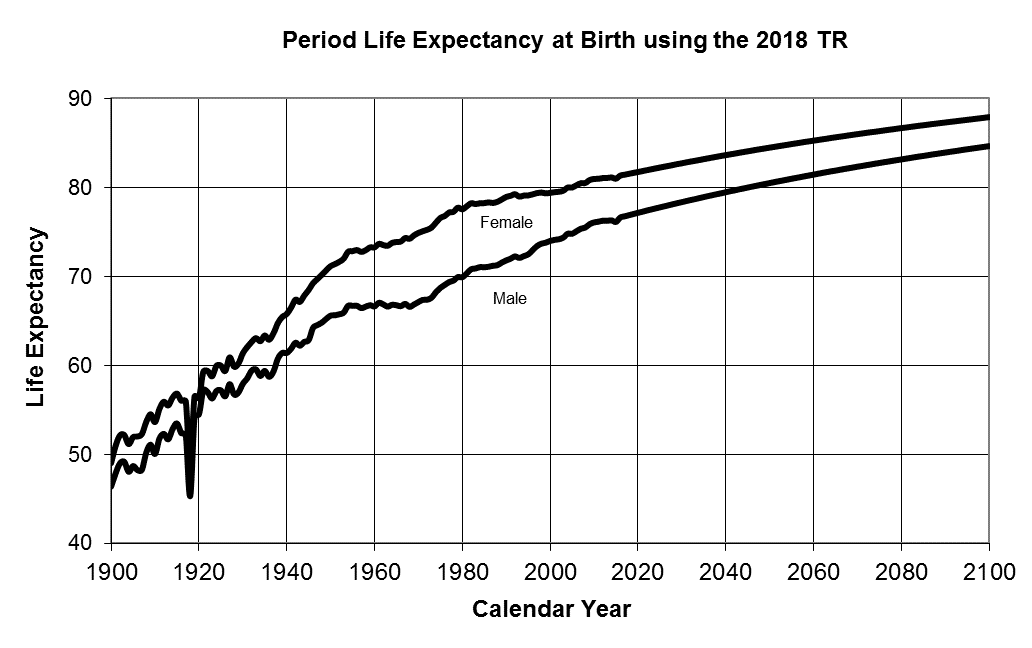 Period Life Expectancy at Birth using the 2018 TR
90
80
70
60
50
40
Life Expectancy
Female
Male
1900 1920 1940 1960 1980 2000 2020 2040 2060 2080 2100
Calendar Year